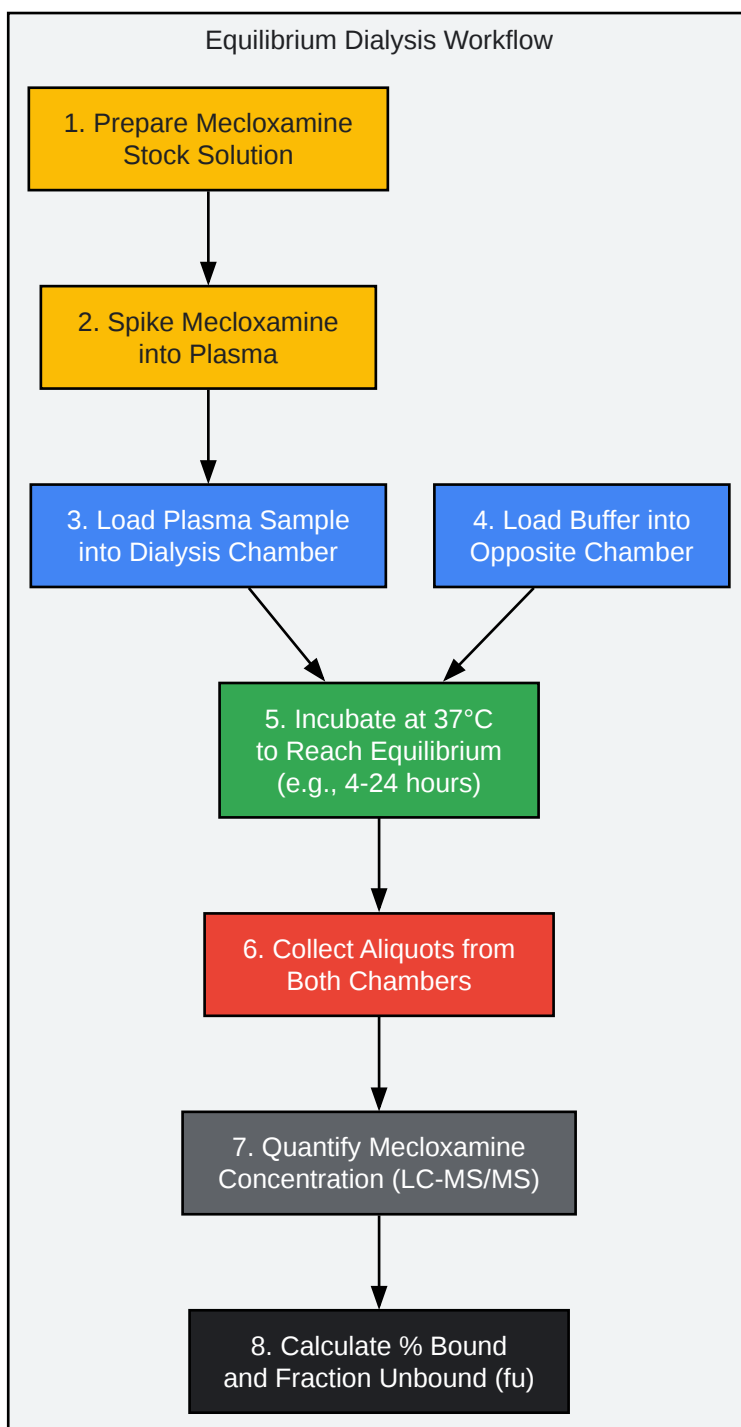 Equilibrium Dialysis Workflow
1. Prepare Mecloxamine
Stock Solution
2. Spike Mecloxamine
into Plasma
3. Load Plasma Sample
into Dialysis Chamber
4. Load Buffer into
Opposite Chamber
5. Incubate at 37°C
to Reach Equilibrium
(e.g., 4-24 hours)
6. Collect Aliquots from
Both Chambers
7. Quantify Mecloxamine
Concentration (LC-MS/MS)
8. Calculate % Bound
and Fraction Unbound (fu)